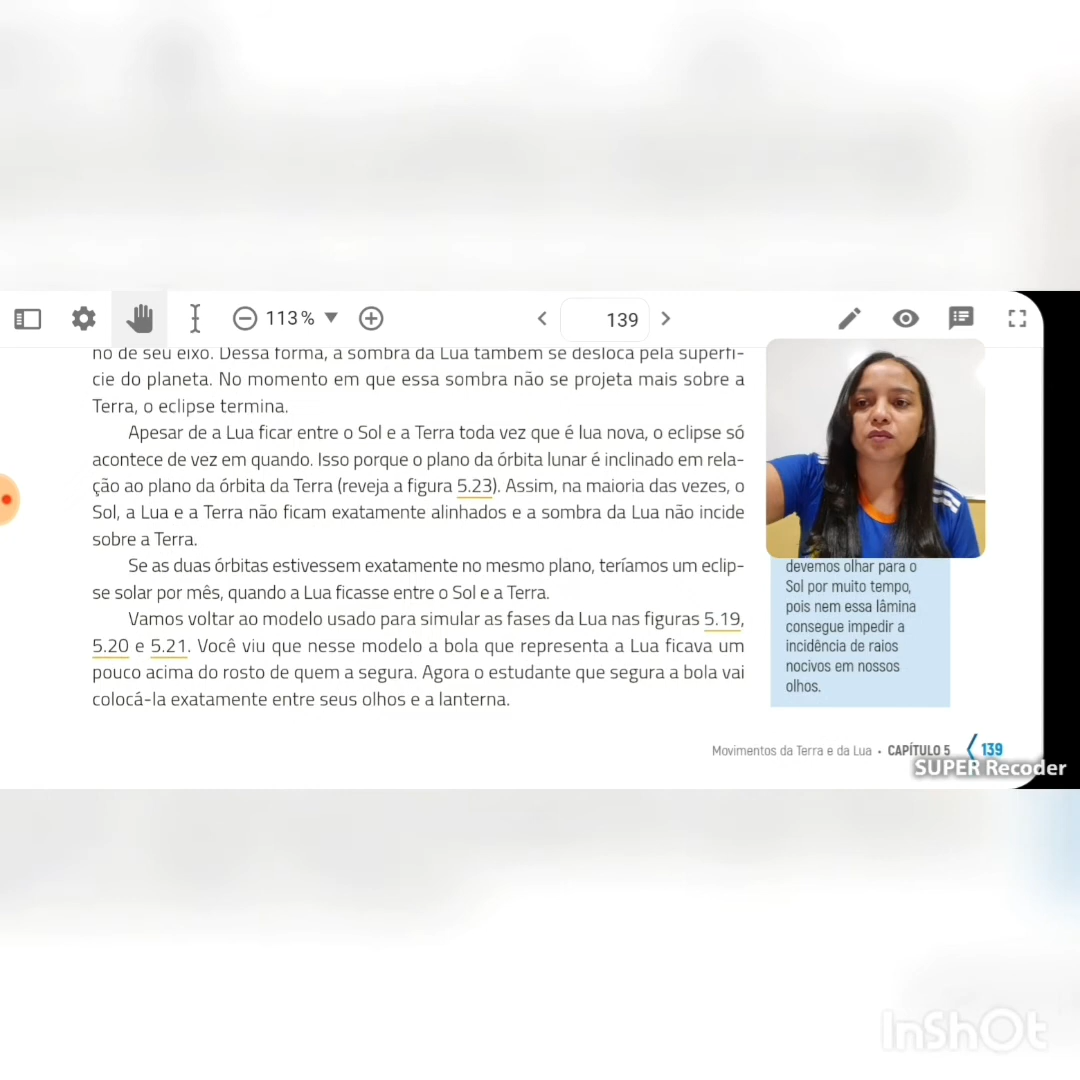 113%
139
no de seu eixo. Dessa forma, a sombra da Lua também se desloca pela superfí-
cie do planeta. No momento em que essa sombra não se projeta mais sobre a
Terra, o eclipse termina.
Apesar de a Lua ficar entre o Sol e a Terra toda vez que é lua nova, o eclipse só
acontece de vez em quando. Isso porque o plano da órbita lunar é inclinado em rela-
ção ao plano da órbita da Terra (reveja a figura 5.23). Assim, na maioria das vezes, o
Sol, a Lua e a Terra não ficam exatamente alinhados e a sombra da Lua não incide
sobre a Terra.
Se as duas órbitas estivessem exatamente no mesmo plano, teríamos um eclip-
se solar por mês, quando a Lua ficasse entre o Sol e a Terra.
Vamos voltar ao modelo usado para simular as fases da Lua nas figuras 5.19,
5.20 e 5.21. Você viu que nesse modelo a bola que representa a Lua ficava um
pouco acima do rosto de quem a segura. Agora o estudante que segura a bola vai
colocá-la exatamente entre seus olhos e a lanterna.
devemos olhar para o
Sol por muito tempo,
pois nem essa lâmina
consegue impedir a
incidência de raios
nocivos em nossos
olhos.
Movimentos da Terra e da Lua • CAPÍTULO 5 139
SUPER Recoder
InShOt